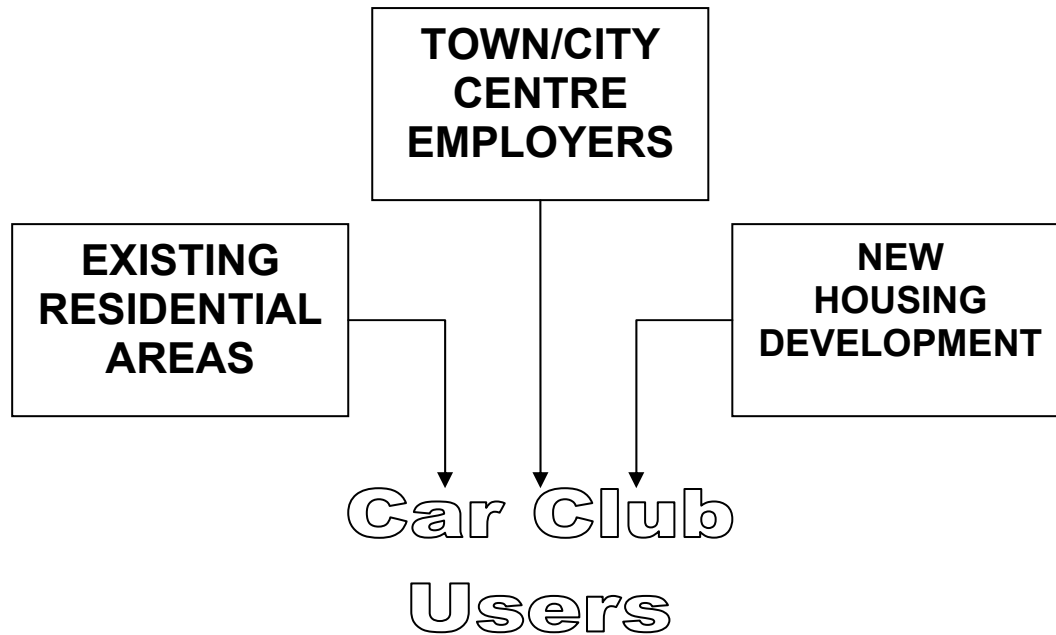 TOWN/CITY
CENTRE
EMPLOYERS
EXISTING
RESIDENTIAL
AREAS
NEW
HOUSING
DEVELOPMENT
Car Club
Users